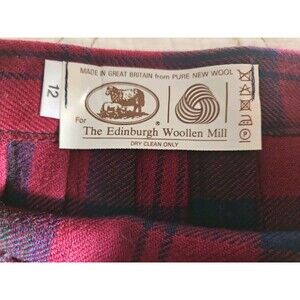 MADE IN GREAT BRITAIN from PURE NEW WOOL
12
For
®
The Edinburgh Woollen Mill
DRY CLEAN ONLY
P